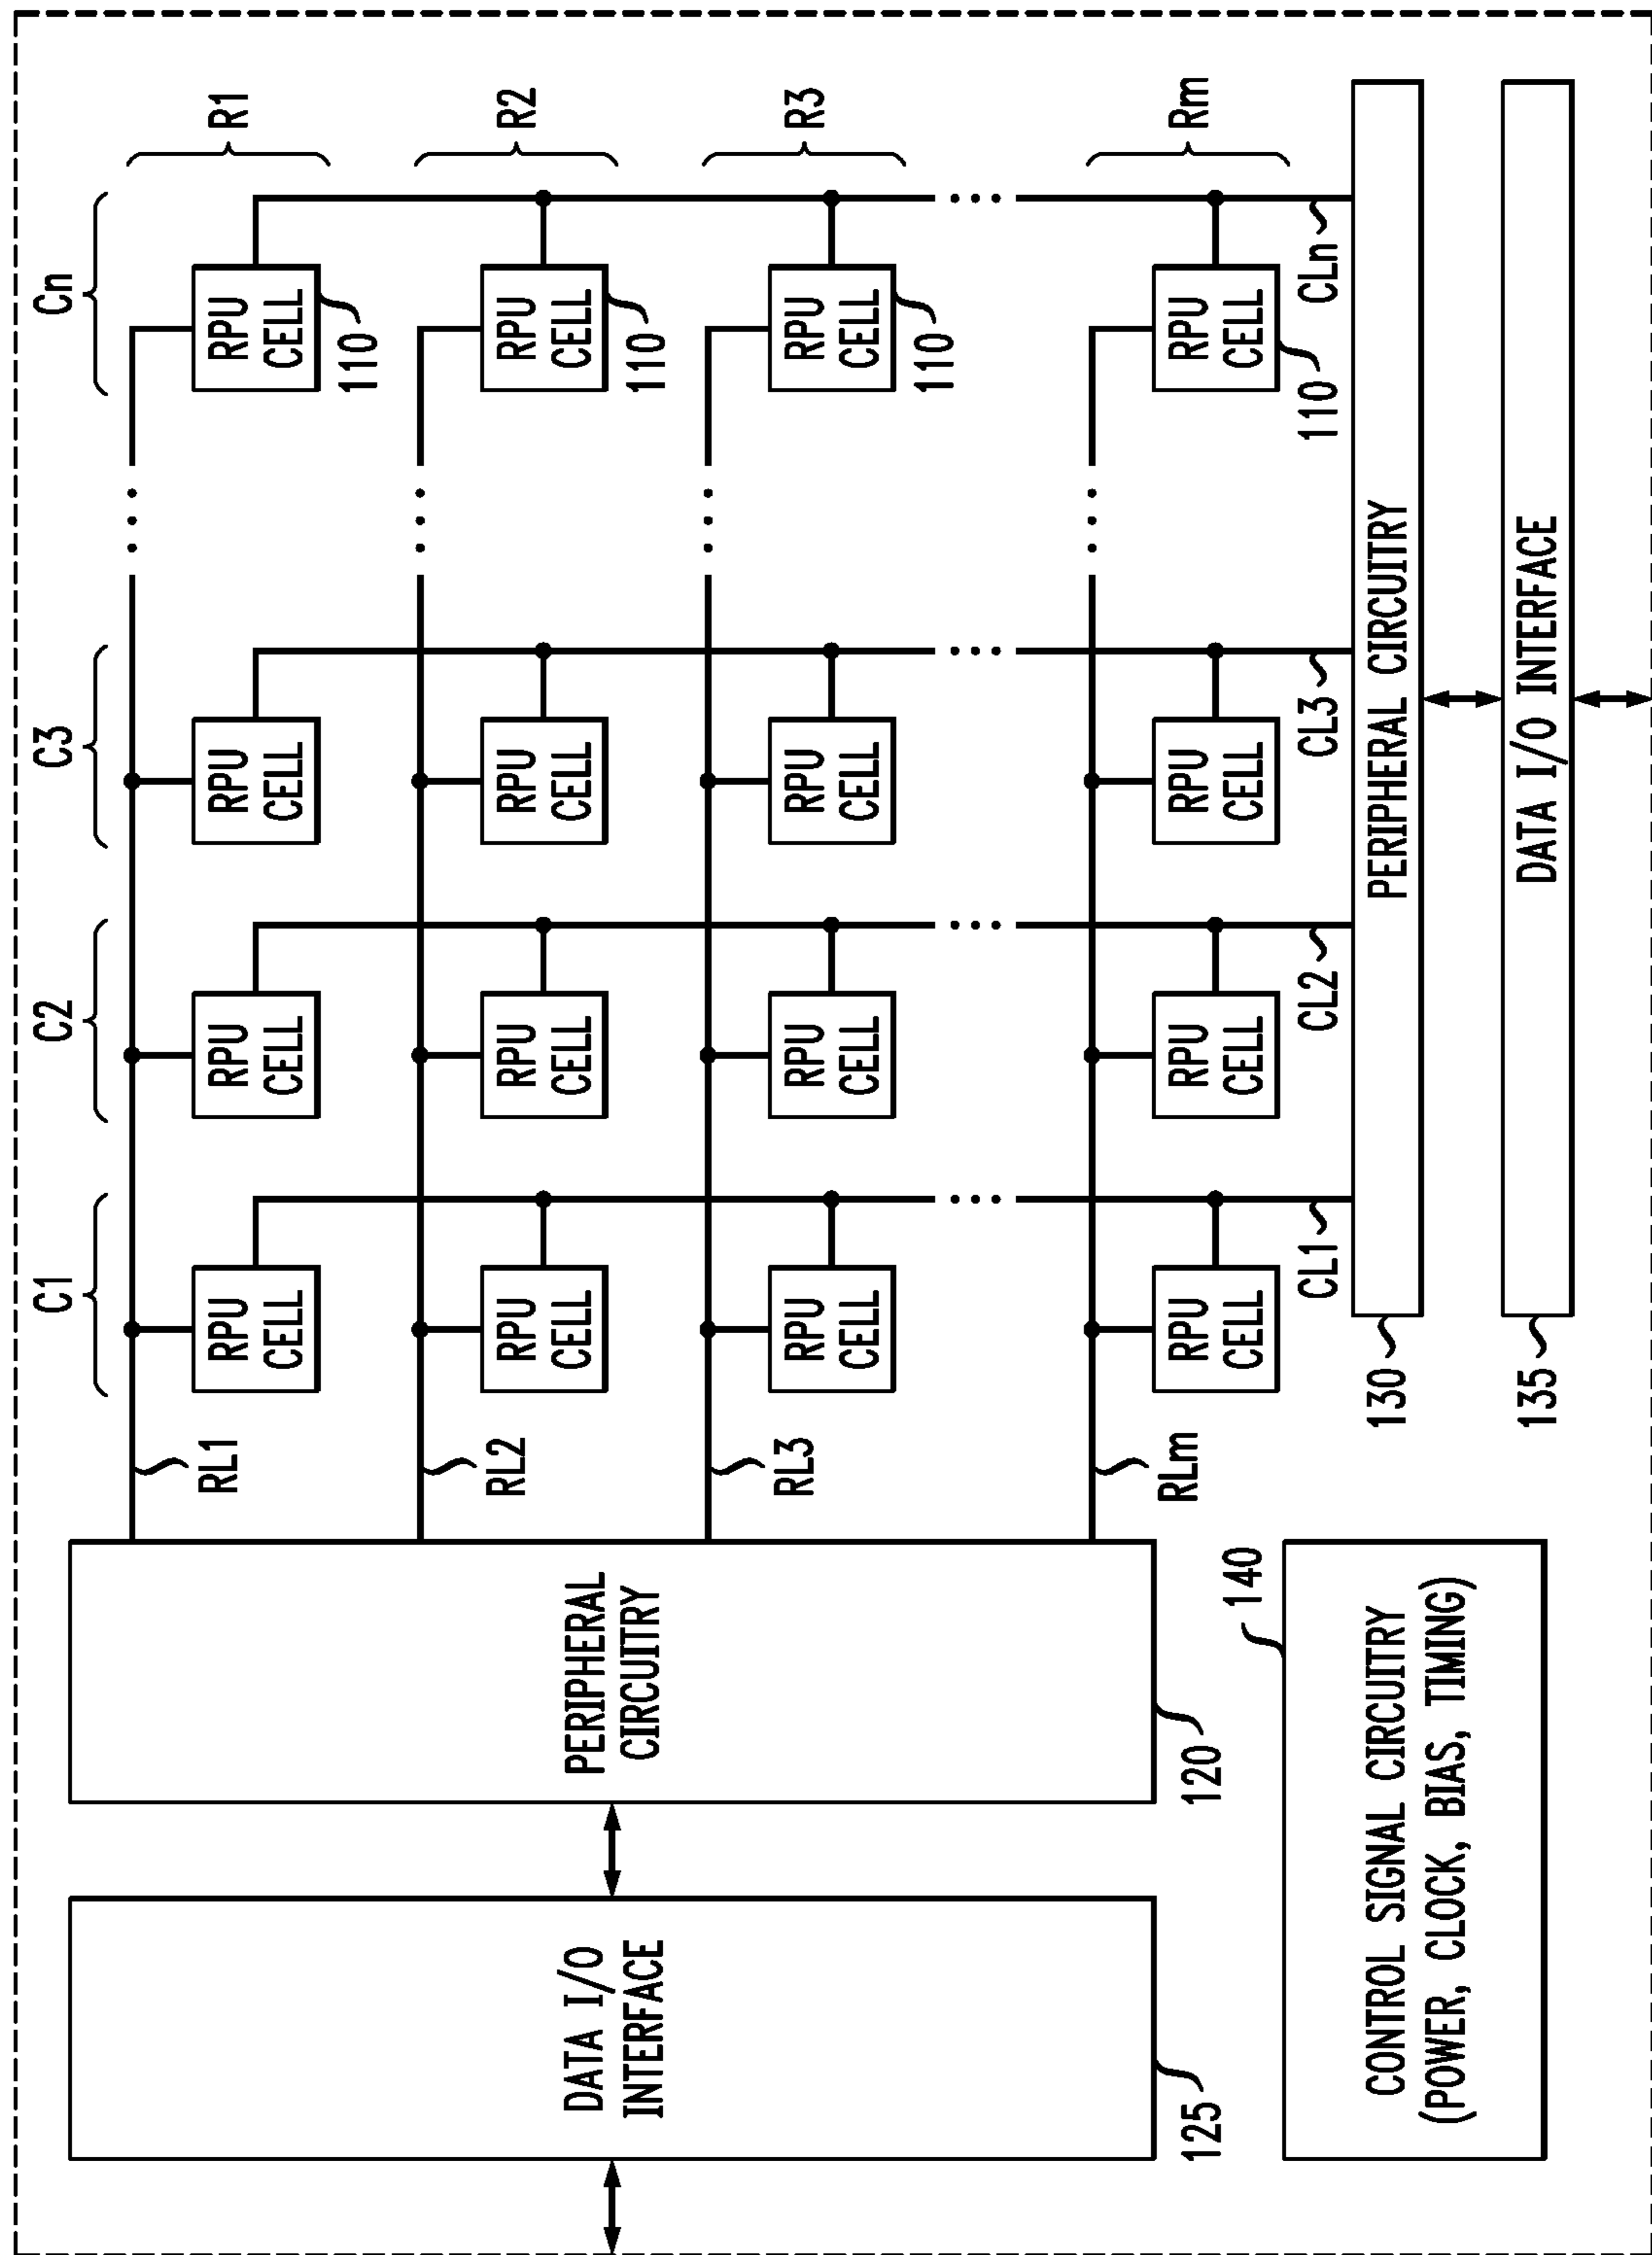 C1
C2
C3
Cn
RL1
RPU
CELL
RPU
CELL
RPU
CELL
RPU
CELL
110
R1
RL2
RPU
CELL
RPU
CELL
RPU
CELL
RPU
CELL
110
R2
DATA I/O
INTERFACE
125
PERIPHERAL
CIRCUITRY
120
RL3
RPU
CELL
RPU
CELL
RPU
CELL
RPU
CELL
110
R3
RLm
RPU
CELL
RPU
CELL
RPU
CELL
RPU
CELL
110
Rm
CL1
CL2
CL3
CLn
140
CONTROL SIGNAL CIRCUITRY
(POWER, CLOCK, BIAS, TIMING)
130
PERIPHERAL CIRCUITRY
135
DATA I/O INTERFACE